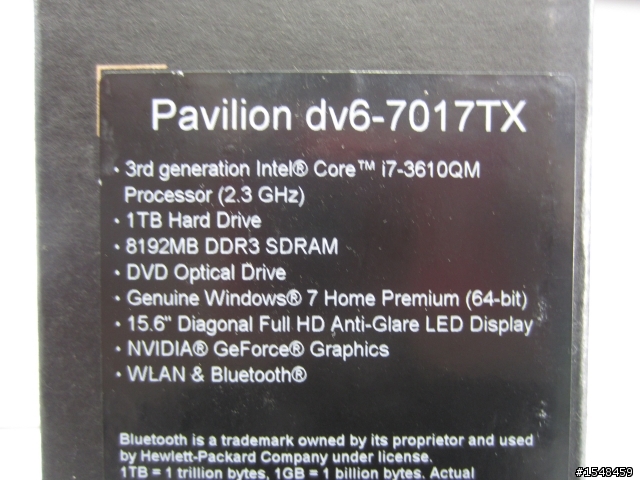 Pavilion dv6-7017TX
· 3rd generation Intel® Core™ i7-3610QM
Processor (2.3 GHz)
· 1TB Hard Drive
· 8192MB DDR3 SDRAM
· DVD Optical Drive
· Genuine Windows® 7 Home Premium (64-bit)
· 15.6" Diagonal Full HD Anti-Glare LED Display
· NVIDIA® GeForce® Graphics
· WLAN & Bluetooth®
Bluetooth is a trademark owned by its proprietor and used
by Hewlett-Packard Company under license.
1TB = 1 trillion bytes, 1GB = 1 billion bytes. Actual
#1548459